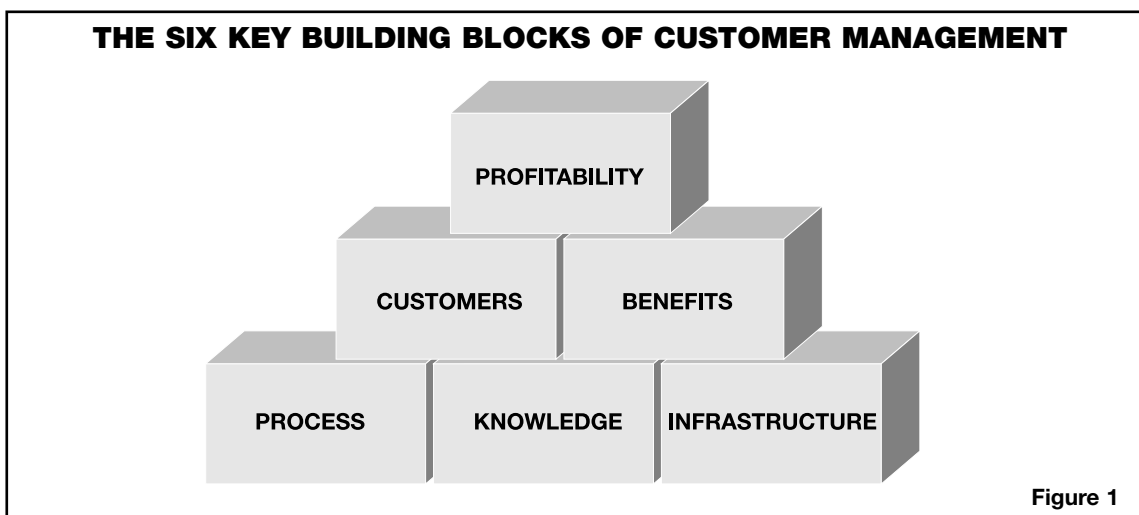 THE SIX KEY BUILDING BLOCKS OF CUSTOMER MANAGEMENT
PROFITABILITY
CUSTOMERS BENEFITS
PROCESS KNOWLEDGE INFRASTRUCTURE
Figure 1